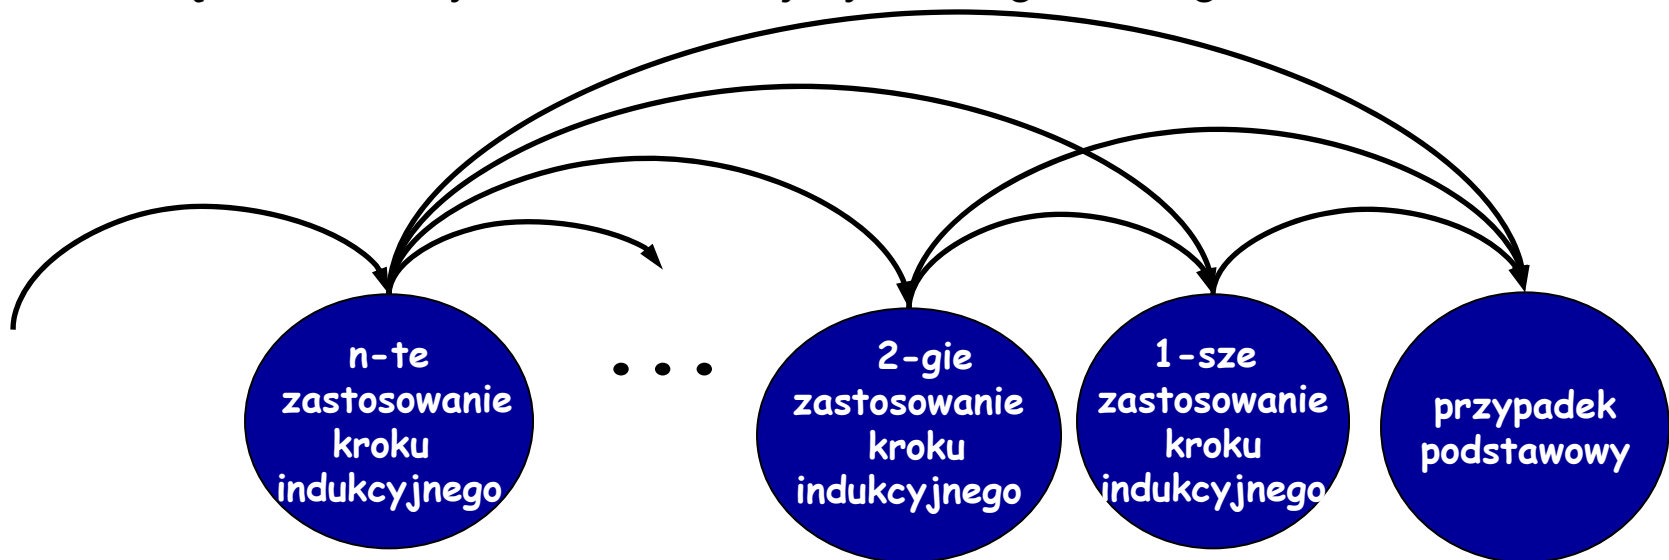 n-te
zastosowanie
kroku
indukcyjnego
. . .
2-gie
zastosowanie
kroku
indukcyjnego
1-sze
zastosowanie
kroku
indukcyjnego
przypadek
podstawowy